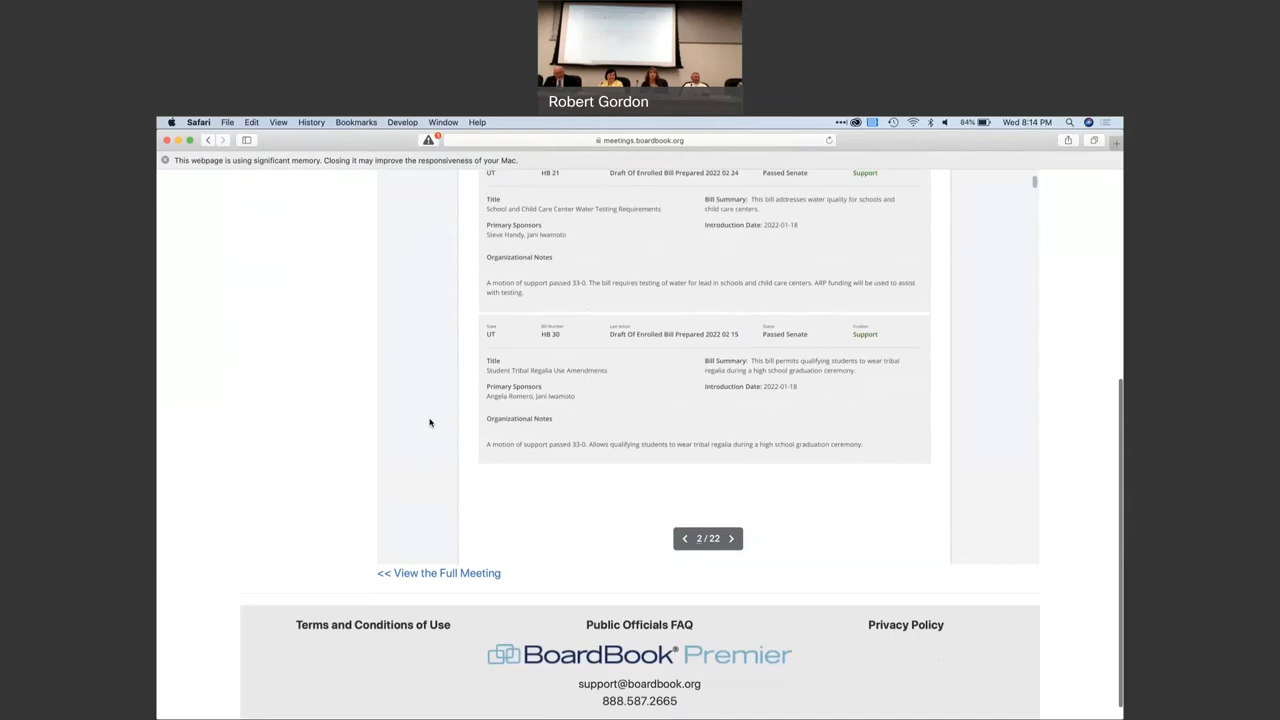 Robert Gordon
Safari File Edit View History Bookmarks Develop Window Help 84% Wed 8:14 PM
1 meetings.boardbook.org
This webpage is using significant memory. Closing it may improve the responsiveness of your Mac.
UT HB 21 Draft Of Enrolled Bill Prepared 2022 02 24 Passed Senate Support
Title
School and Child Care Center Water Testing Requirements
Bill Summary: This bill addresses water quality for schools and
child care centers.
Primary Sponsors
Steve Handy, Jani Iwamoto
Introduction Date: 2022-01-18
Organizational Notes
A motion of support passed 33-0. The bill requires testing of water for lead in schools and child care centers. ARP funding will be used to assist
with testing.
State Bill Number Last Action Status Position
UT HB 30 Draft Of Enrolled Bill Prepared 2022 02 15 Passed Senate Support
Title
Student Tribal Regalia Use Amendments
Bill Summary: This bill permits qualifying students to wear tribal
regalia during a high school graduation ceremony.
Primary Sponsors
Angela Romero, Jani Iwamoto
Introduction Date: 2022-01-18
Organizational Notes
A motion of support passed 33-0. Allows qualifying students to wear tribal regalia during a high school graduation ceremony.
2 / 22
<< View the Full Meeting
Terms and Conditions of Use Public Officials FAQ Privacy Policy
BoardBook® Premier
support@boardbook.org
888.587.2665